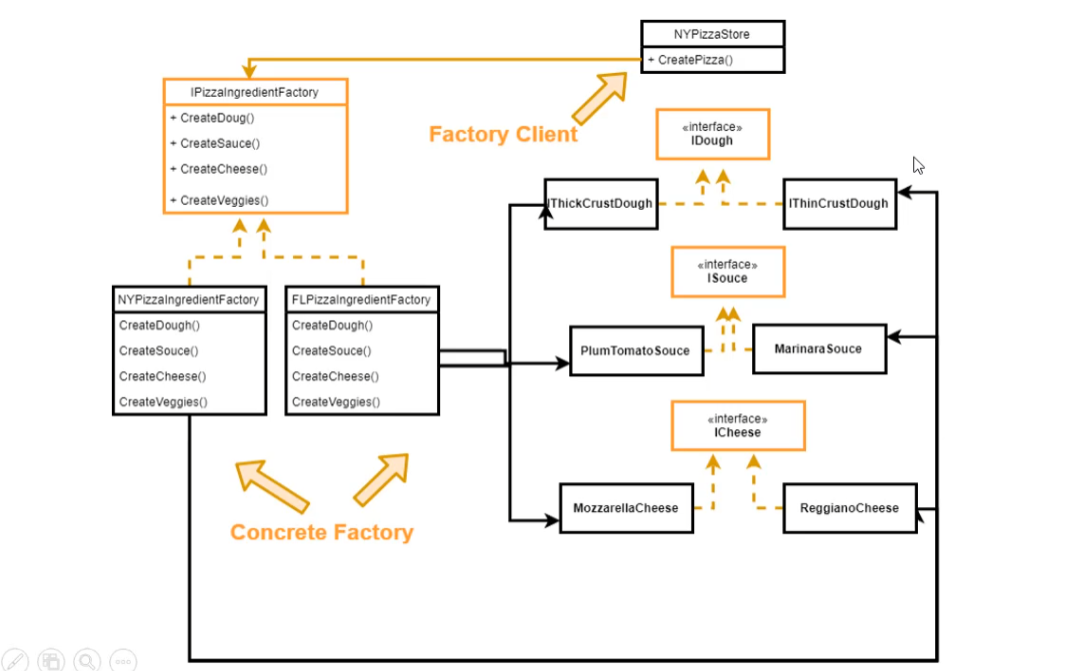 NYPizzaStore
+ CreatePizza()
IPizzaIngredientFactory
+ CreateDoug()
+ CreateSauce()
+ CreateCheese()
+ CreateVeggies()
Factory Client
«interface»
IDough
IThickCrustDough
IThinCrustDough
«interface»
ISouce
NYPizzaIngredientFactory
CreateDough()
CreateSouce()
CreateCheese()
CreateVeggies()
FLPizzaIngredientFactory
CreateDough()
CreateSouce()
CreateCheese()
CreateVeggies()
PlumTomatoSouce
MarinaraSouce
«interface»
ICheese
MozzarellaCheese
ReggianoCheese
Concrete Factory